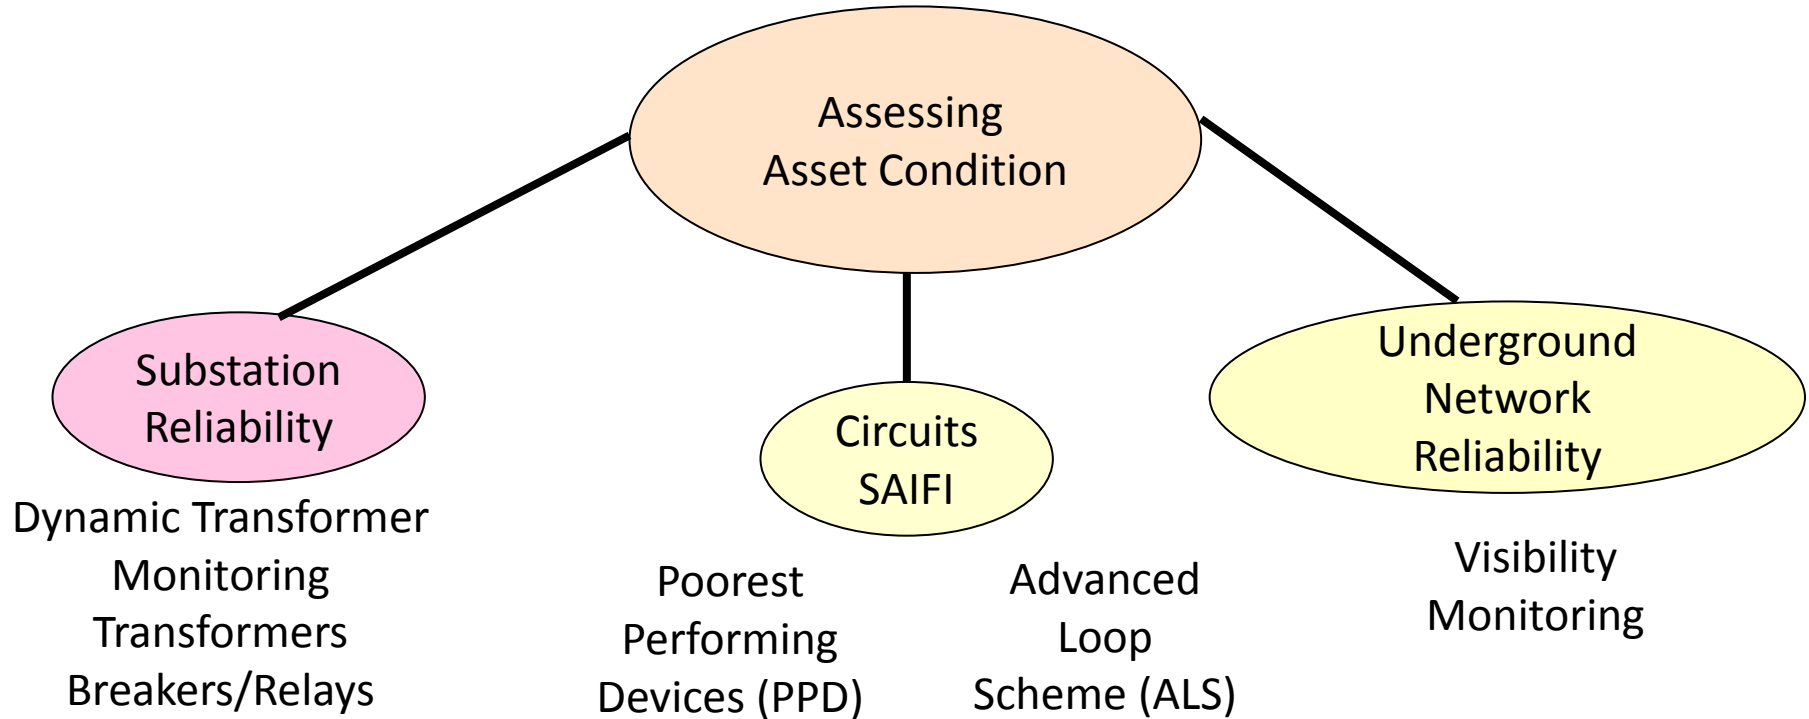 Assessing
Asset Condition
Substation
Reliability
Dynamic Transformer
Monitoring
Transformers
Breakers/Relays
Circuits
SAIFI
Poorest
Performing
Devices (PPD)
Advanced
Loop
Scheme (ALS)
Underground
Network
Reliability
Visibility
Monitoring